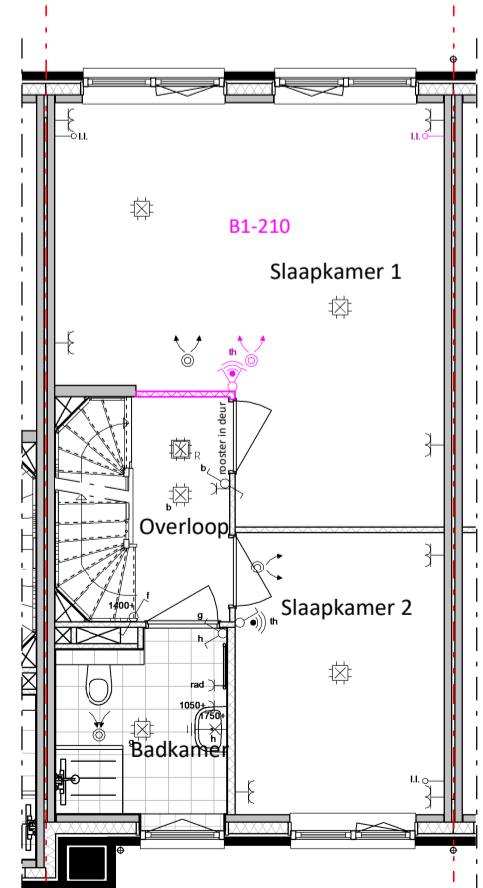 l.l.
l.l.
B1-210
Slaapkamer 1
th
rooster in deur
R
b
b
Overloop
1400+
f
Slaapkamer 2
g
th
h
rad
1050+
1750+
h
g
Badkamer
l.l.